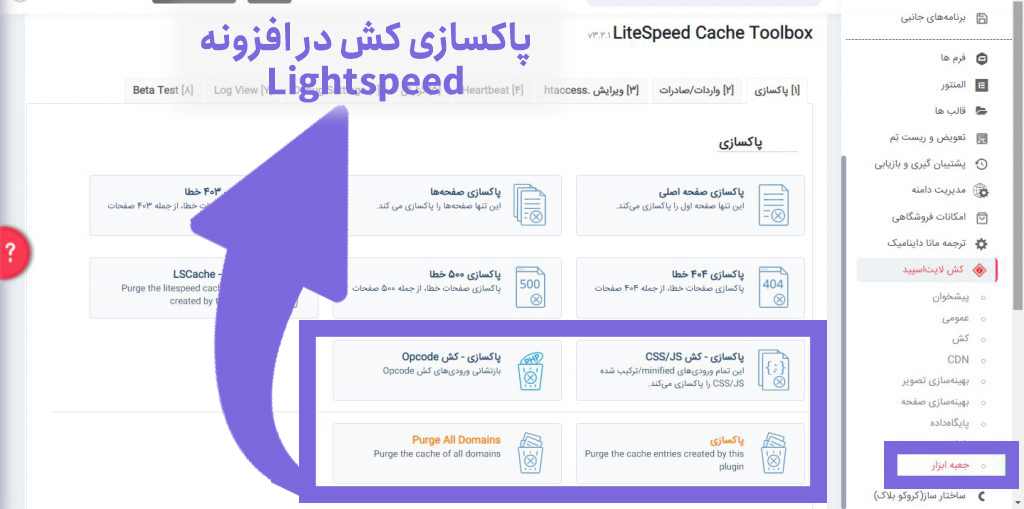 پاکسازی کش در افزونه
Lightspeed
LiteSpeed Cache Toolbox v۳.۲.۱
[۱] پاکسازی
[۲] واردات/صادرات
[۳] ویرایش .htaccess
[۴] Heartbeat
Log View
[۸] Beta Test
پاکسازی
پاکسازی صفحه اصلی
این تنها صفحه اول را پاکسازی می‌کند.
پاکسازی صفحه‌ها
این تنها صفحه‌ها را پاکسازی می کند.
۴۰۳ خطا
خطا، از جمله ۴۰۳ صفحات
404
پاکسازی ۴۰۴ خطا
پاکسازی صفحات خطا، از جمله ۴۰۴ صفحات
500
پاکسازی ۵۰۰ خطا
پاکسازی صفحات خطا، از جمله ۵۰۰ صفحات
LSCache -
Purge the litespeed
created by
پاکسازی - کش CSS/JS
این تمام ورودی‌های minified/ترکیب شده
CSS/JS را پاکسازی می‌کند.
PHP
پاکسازی - کش Opcode
بازنشانی ورودی‌های کش Opcode
پاکسازی
Purge the cache entries created by this
plugin
Purge All Domains
Purge the cache of all domains
برنامه‌های جانبی
فرم ها
المنتور
قالب ها
تعویض و ریست تم
پشتیبان گیری و بازیابی
مدیریت دامنه
امکانات فروشگاهی
ترجمه مانا داینامیک
کش لایت‌اسپید
پیشخوان
عمومی
کش
CDN
بهینه‌سازی تصویر
بهینه‌سازی صفحه
پایگاه‌داده
جعبه ابزار
ساختار ساز(کروکو بلاک)
?